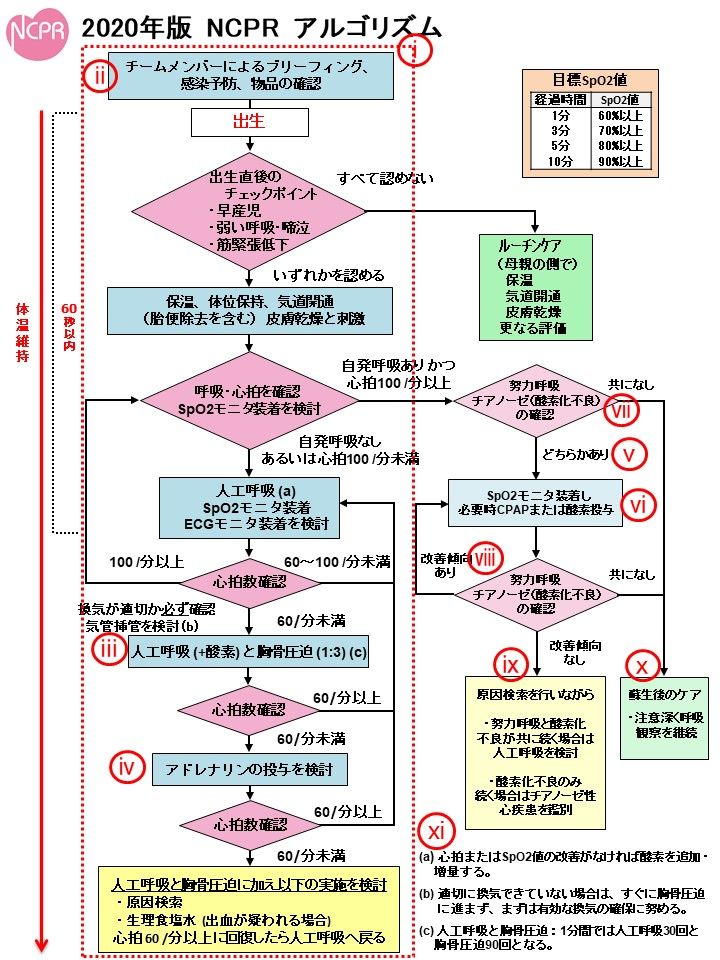 NCPR
2020年版 NCPR アルゴリズム
i
ii
チームメンバーによるブリーフィング、
感染予防、物品の確認
目標SpO2値
経過時間 SpO2値
1分 60%以上
3分 70%以上
5分 80%以上
10分 90%以上
出生
出生直後の
チェックポイント
・早産児
・弱い呼吸・啼泣
・筋緊張低下
すべて認めない
ルーチンケア
(母親の側で)
保温
気道開通
皮膚乾燥
更なる評価
いずれかを認める
体温維持
60秒以内
保温、体位保持、気道開通
(胎便除去を含む) 皮膚乾燥と刺激
呼吸・心拍を確認
SpO2モニタ装着を検討
自発呼吸ありかつ
心拍100/分以上
努力呼吸
チアノーゼ(酸素化不良)
の確認
vii
共になし
自発呼吸なし
あるいは心拍100/分未満
どちらかあり
v
人工呼吸 (a)
SpO2モニタ装着
ECGモニタ装着を検討
SpO2モニタ装着し
必要時CPAPまたは酸素投与
vi
100/分以上
心拍数確認
60〜100/分未満
改善傾向
あり
viii
努力呼吸
チアノーゼ(酸素化不良)
の確認
共になし
換気が適切か必ず確認
気管挿管を検討(b)
60/分未満
iii
人工呼吸 (+酸素) と胸骨圧迫 (1:3) (c)
改善傾向
なし
ix
x
心拍数確認
60/分以上
60/分未満
原因検索を行いながら
・努力呼吸と酸素化
不良が共に続く場合は
人工呼吸を検討
・酸素化不良のみ
続く場合はチアノーゼ性
心疾患を鑑別
蘇生後のケア
・注意深く呼吸
観察を継続
iv
アドレナリンの投与を検討
心拍数確認
60/分以上
60/分未満
xi
人工呼吸と胸骨圧迫に加え以下の実施を検討
・原因検索
・生理食塩水 (出血が疑われる場合)
心拍60/分以上に回復したら人工呼吸へ戻る
(a) 心拍またはSpO2値の改善がなければ酸素を追加・
増量する。
(b) 適切に換気できていない場合は、すぐに胸骨圧迫
に進まず、まずは有効な換気の確保に努める。
(c) 人工呼吸と胸骨圧迫：1分間では人工呼吸30回と
胸骨圧迫90回となる。